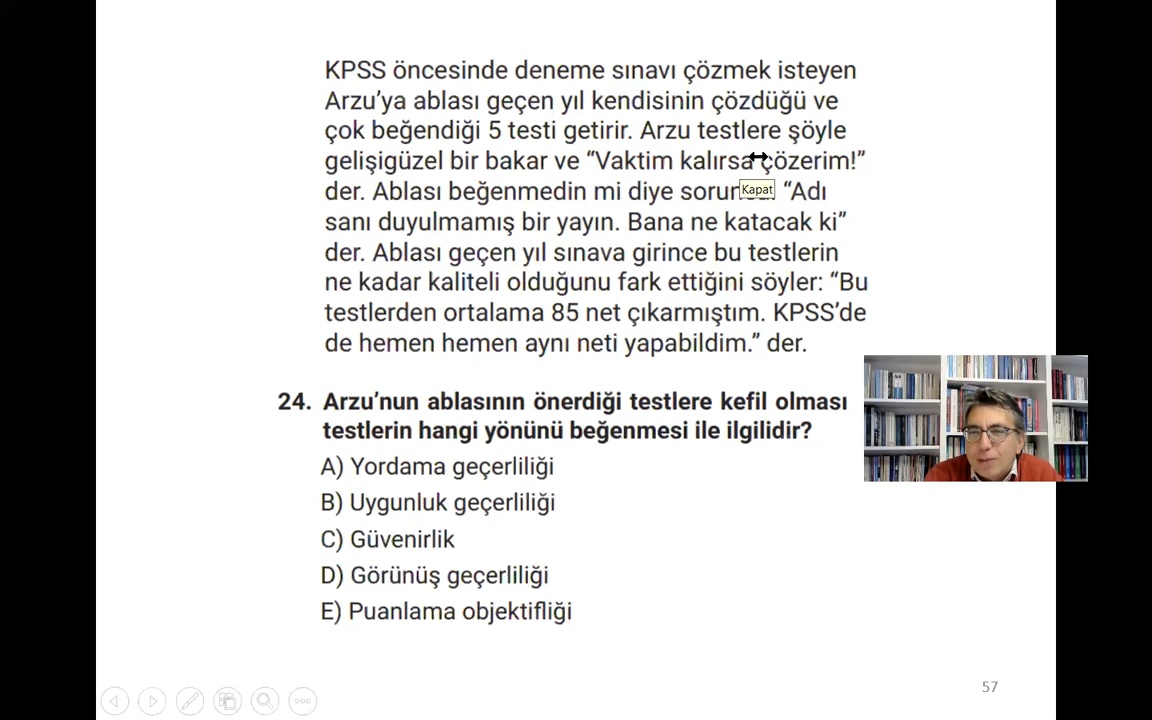 KPSS öncesinde deneme sınavı çözmek isteyen
Arzu'ya ablası geçen yıl kendisinin çözdüğü ve
çok beğendiği 5 testi getirir. Arzu testlere şöyle
gelişigüzel bir bakar ve “Vaktim kalırsa çözerim!”
der. Ablası beğenmedin mi diye “Adı
Kapat
sanı duyulmamış bir yayın. Bana ne katacak ki”
der. Ablası geçen yıl sınava girince bu testlerin
ne kadar kaliteli olduğunu fark ettiğini söyler: “Bu
testlerden ortalama 85 net çıkarmıştım. KPSS'de
de hemen hemen aynı neti yapabildim.” der.
24. Arzu'nun ablasının önerdiği testlere kefil olması
testlerin hangi yönünü beğenmesi ile ilgilidir?
A) Yordama geçerliliği
B) Uygunluk geçerliliği
C) Güvenirlik
D) Görünüş geçerliliği
E) Puanlama objektifliği
57